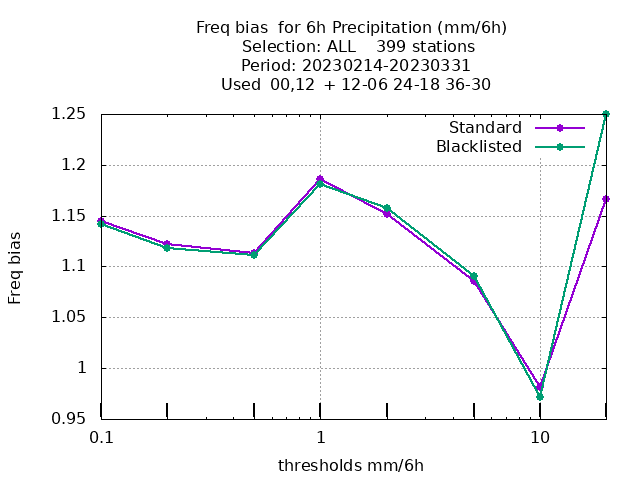 Freq bias  for 6h Precipitation (mm/6h)
Selection: ALL    399 stations
Period: 20230214-20230331
Used  00,12  + 12-06 24-18 36-30
Standard
Blacklisted
1.25
1.2
1.15
1.1
1.05
1
0.95
Freq bias
0.1
1
10
thresholds mm/6h